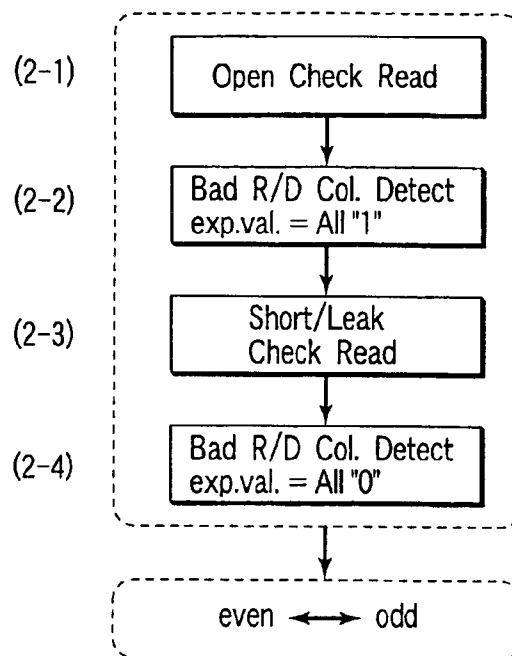 (2-1) Open Check Read
(2-2) Bad R/D Col. Detect
exp.val. = All "1"
(2-3) Short/Leak
Check Read
(2-4) Bad R/D Col. Detect
exp.val. = All "0"
even ↔ odd